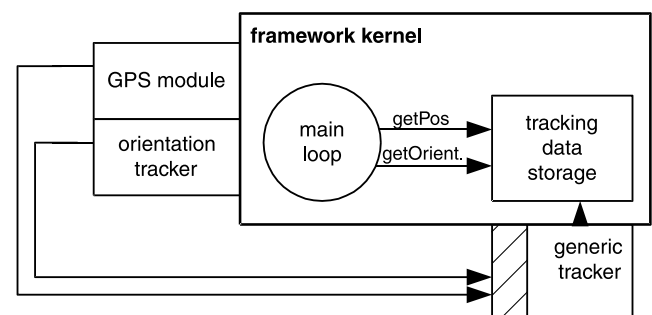 framework kernel
GPS module
orientation
tracker
main
loop
getPos
getOrient.
tracking
data
storage
generic
tracker